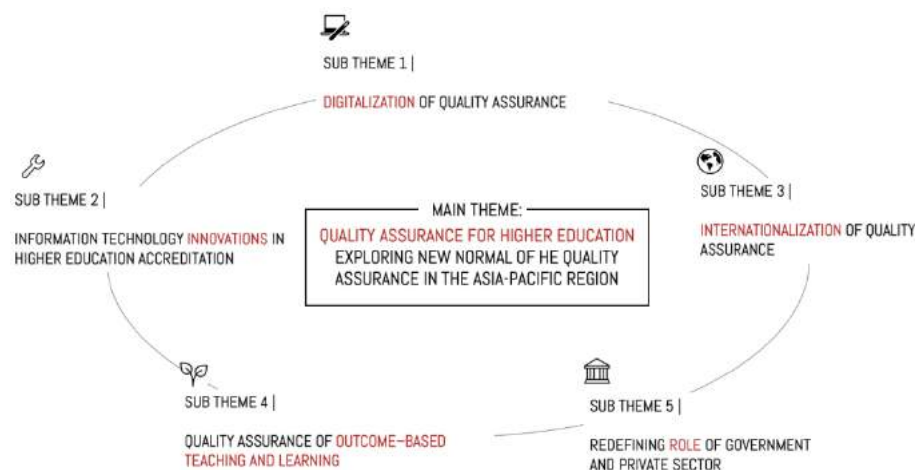 SUB THEME 1 |
DIGITALIZATION OF QUALITY ASSURANCE
SUB THEME 2 |
INFORMATION TECHNOLOGY INNOVATIONS IN
HIGHER EDUCATION ACCREDITATION
MAIN THEME:
QUALITY ASSURANCE FOR HIGHER EDUCATION
EXPLORING NEW NORMAL OF HE QUALITY
ASSURANCE IN THE ASIA-PACIFIC REGION
SUB THEME 3 |
INTERNATIONALIZATION OF QUALITY
ASSURANCE
SUB THEME 4 |
QUALITY ASSURANCE OF OUTCOME-BASED
TEACHING AND LEARNING
SUB THEME 5 |
REDEFINING ROLE OF GOVERNMENT
AND PRIVATE SECTOR